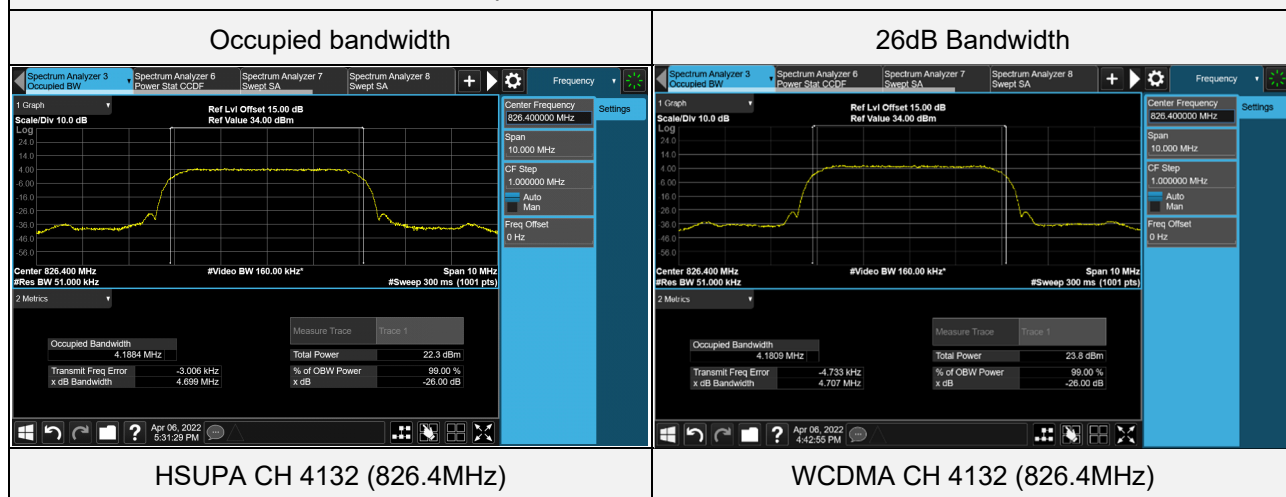 Occupied bandwidth
26dB Bandwidth
Spectrum Analyzer 3
Occupied BW
Spectrum Analyzer 6
Power Stat CCDF
Spectrum Analyzer 7
Swept SA
Spectrum Analyzer 8
Swept SA
+
Frequency
1 Graph
Scale/Div 10.0 dB
Ref Lvl Offset 15.00 dB
Ref Value 34.00 dBm
Log
24.0
14.0
4.00
-6.00
-16.0
-26.0
-36.0
-46.0
-56.0
Center 826.400 MHz
#Res BW 51.000 kHz
#Video BW 160.00 kHz*
Span 10 MHz
#Sweep 300 ms (1001 pts)
Center Frequency
826.400000 MHz
Settings
Span
10.000 MHz
CF Step
1.000000 MHz
Auto
Man
Freq Offset
0 Hz
2 Metrics
Measure Trace
Trace 1
Occupied Bandwidth
4.1884 MHz
Total Power
22.3 dBm
Transmit Freq Error
-3.006 kHz
% of OBW Power
99.00 %
x dB Bandwidth
4.699 MHz
x dB
-26.00 dB
?
Apr 06, 2022
5:31:29 PM
Spectrum Analyzer 3
Occupied BW
Spectrum Analyzer 6
Power Stat CCDF
Spectrum Analyzer 7
Swept SA
Spectrum Analyzer 8
Swept SA
+
Frequency
1 Graph
Scale/Div 10.0 dB
Ref Lvl Offset 15.00 dB
Ref Value 34.00 dBm
Log
24.0
14.0
4.00
-6.00
-16.0
-26.0
-36.0
-46.0
-56.0
Center 826.400 MHz
#Res BW 51.000 kHz
#Video BW 160.00 kHz*
Span 10 MHz
#Sweep 300 ms (1001 pts)
Center Frequency
826.400000 MHz
Settings
Span
10.000 MHz
CF Step
1.000000 MHz
Auto
Man
Freq Offset
0 Hz
2 Metrics
Measure Trace
Trace 1
Occupied Bandwidth
4.1809 MHz
Total Power
23.8 dBm
Transmit Freq Error
-4.733 kHz
% of OBW Power
99.00 %
x dB Bandwidth
4.707 MHz
x dB
-26.00 dB
?
Apr 06, 2022
4:42:55 PM
HSUPA CH 4132 (826.4MHz)
WCDMA CH 4132 (826.4MHz)